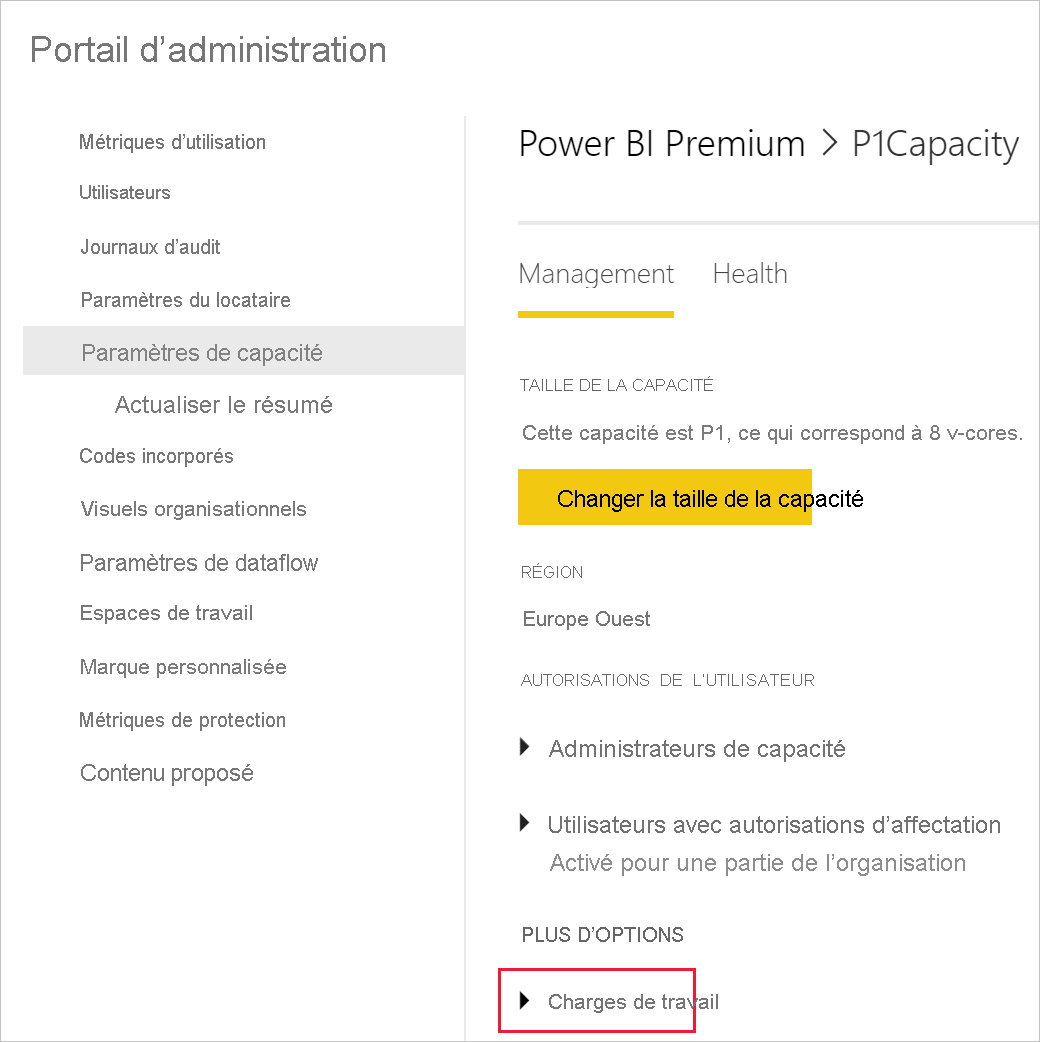 Portail d’administration
Métriques d’utilisation
Utilisateurs
Journaux d’audit
Paramètres du locataire
Paramètres de capacité
Actualiser le résumé
Codes incorporés
Visuels organisationnels
Paramètres de dataflow
Espaces de travail
Marque personnalisée
Métriques de protection
Contenu proposé
Power BI Premium > P1Capacity
Management Health
TAILLE DE LA CAPACITÉ
Cette capacité est P1, ce qui correspond à 8 v-cores.
Changer la taille de la capacité
RÉGION
Europe Ouest
AUTORISATIONS DE L’UTILISATEUR
Administrateurs de capacité
Utilisateurs avec autorisations d’affectation
Activé pour une partie de l’organisation
PLUS D’OPTIONS
Charges de travail